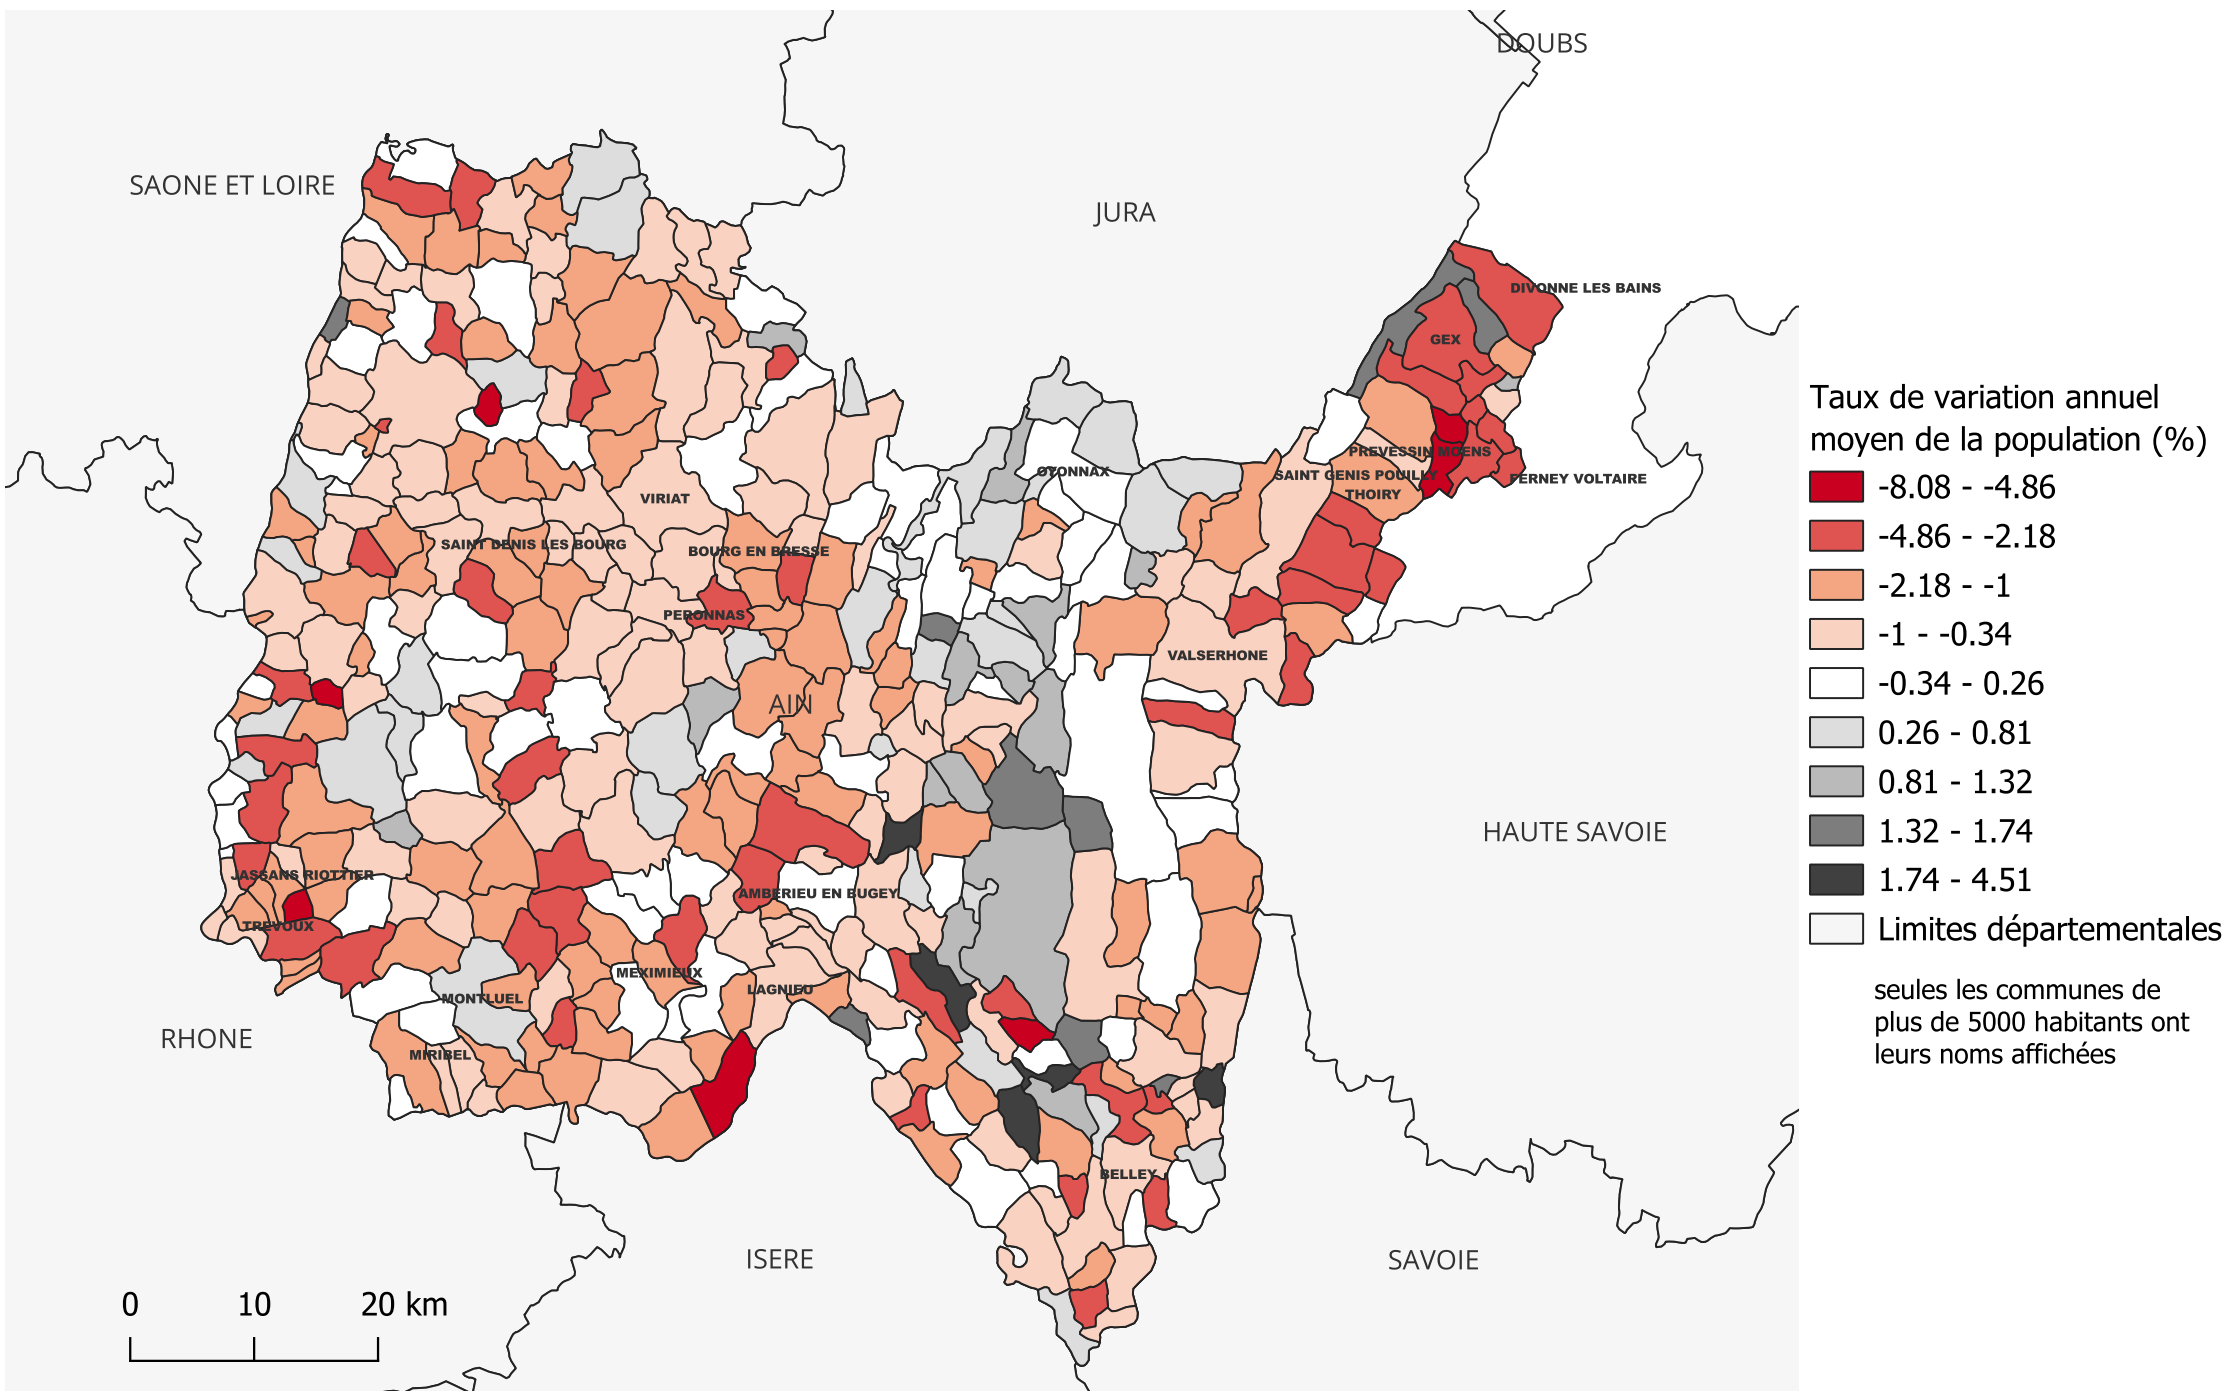 DOUBS
SAONE ET LOIRE
JURA
DIVONNE LES BAINS
GEX
Taux de variation annuel
moyen de la population (%)
PREVESSIN MOENS
OYONNAX
SAINT GENIS POUILLY
FERNEY VOLTAIRE
THOIRY
VIRIAT
-8.08 - -4.86
-4.86 - -2.18
SAINT DENIS LES BOURG
BOURG EN BRESSE
-2.18 - -1
PERONNAS
-1 - -0.34
VALSERHONE
-0.34 - 0.26
AIN
0.26 - 0.81
0.81 - 1.32
HAUTE SAVOIE
1.32 - 1.74
JASSANS RIOTTIER
1.74 - 4.51
AMBERIEU EN BUGEY
TREVOUX
Limites départementales
MEXIMIEUX
LAGNIEU
MONTLUEL
seules les communes de
plus de 5000 habitants ont
leurs noms affichées
RHONE
MIRIBEL
BELLEY
ISERE
SAVOIE
0 10 20 km